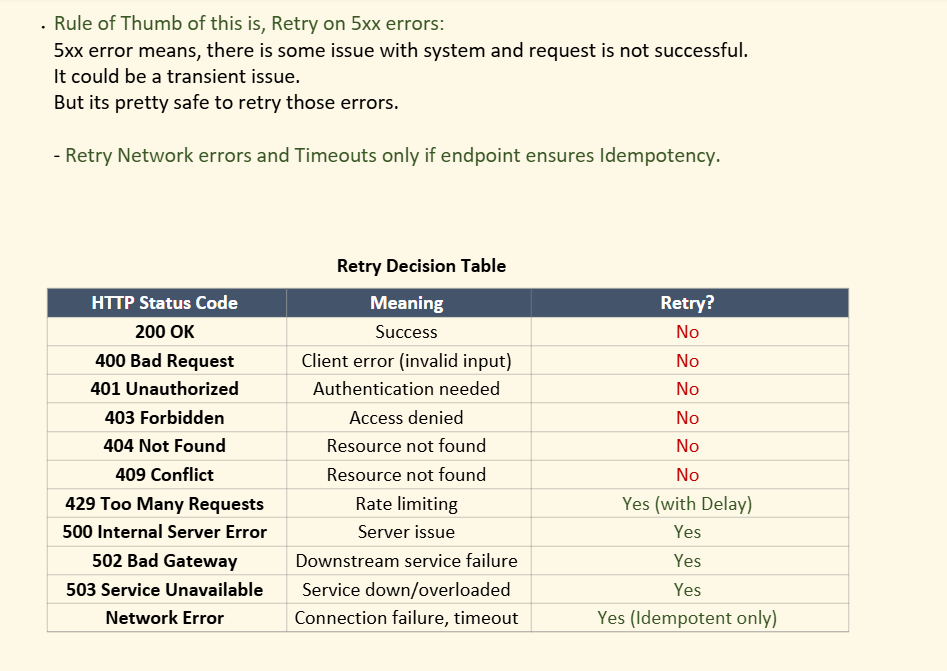 . Rule of Thumb of this is, Retry on 5xx errors:
5xx error means, there is some issue with system and request is not successful.
It could be a transient issue.
But its pretty safe to retry those errors.
- Retry Network errors and Timeouts only if endpoint ensures Idempotency.
Retry Decision Table
HTTP Status Code Meaning Retry?
200 OK Success No
400 Bad Request Client error (invalid input) No
401 Unauthorized Authentication needed No
403 Forbidden Access denied No
404 Not Found Resource not found No
409 Conflict Resource not found No
429 Too Many Requests Rate limiting Yes (with Delay)
500 Internal Server Error Server issue Yes
502 Bad Gateway Downstream service failure Yes
503 Service Unavailable Service down/overloaded Yes
Network Error Connection failure, timeout Yes (Idempotent only)